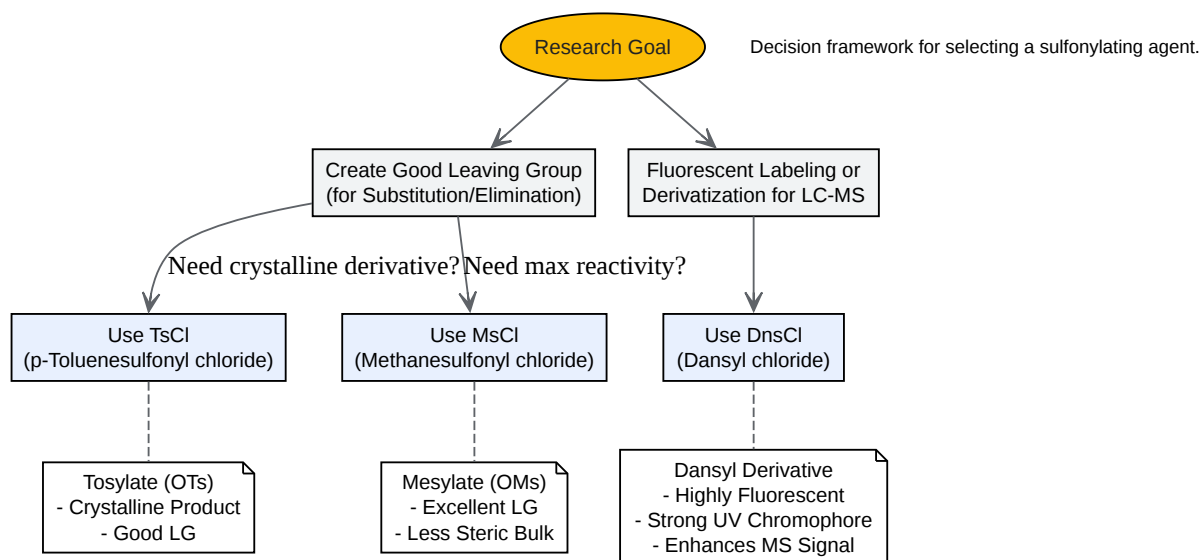 Research Goal
Decision framework for selecting a sulfonylating agent.
Create Good Leaving Group
(for Substitution/Elimination)
Fluorescent Labeling or
Derivatization for LC-MS
Need crystalline derivative?
Need max reactivity?
Use TsCl
(p-Toluenesulfonyl chloride)
Use MsCl
(Methanesulfonyl chloride)
Use DnsCl
(Dansyl chloride)
Tosylate (OTs)
- Crystalline Product
- Good LG
Mesylate (OMs)
- Excellent LG
- Less Steric Bulk
Dansyl Derivative
- Highly Fluorescent
- Strong UV Chromophore
- Enhances MS Signal